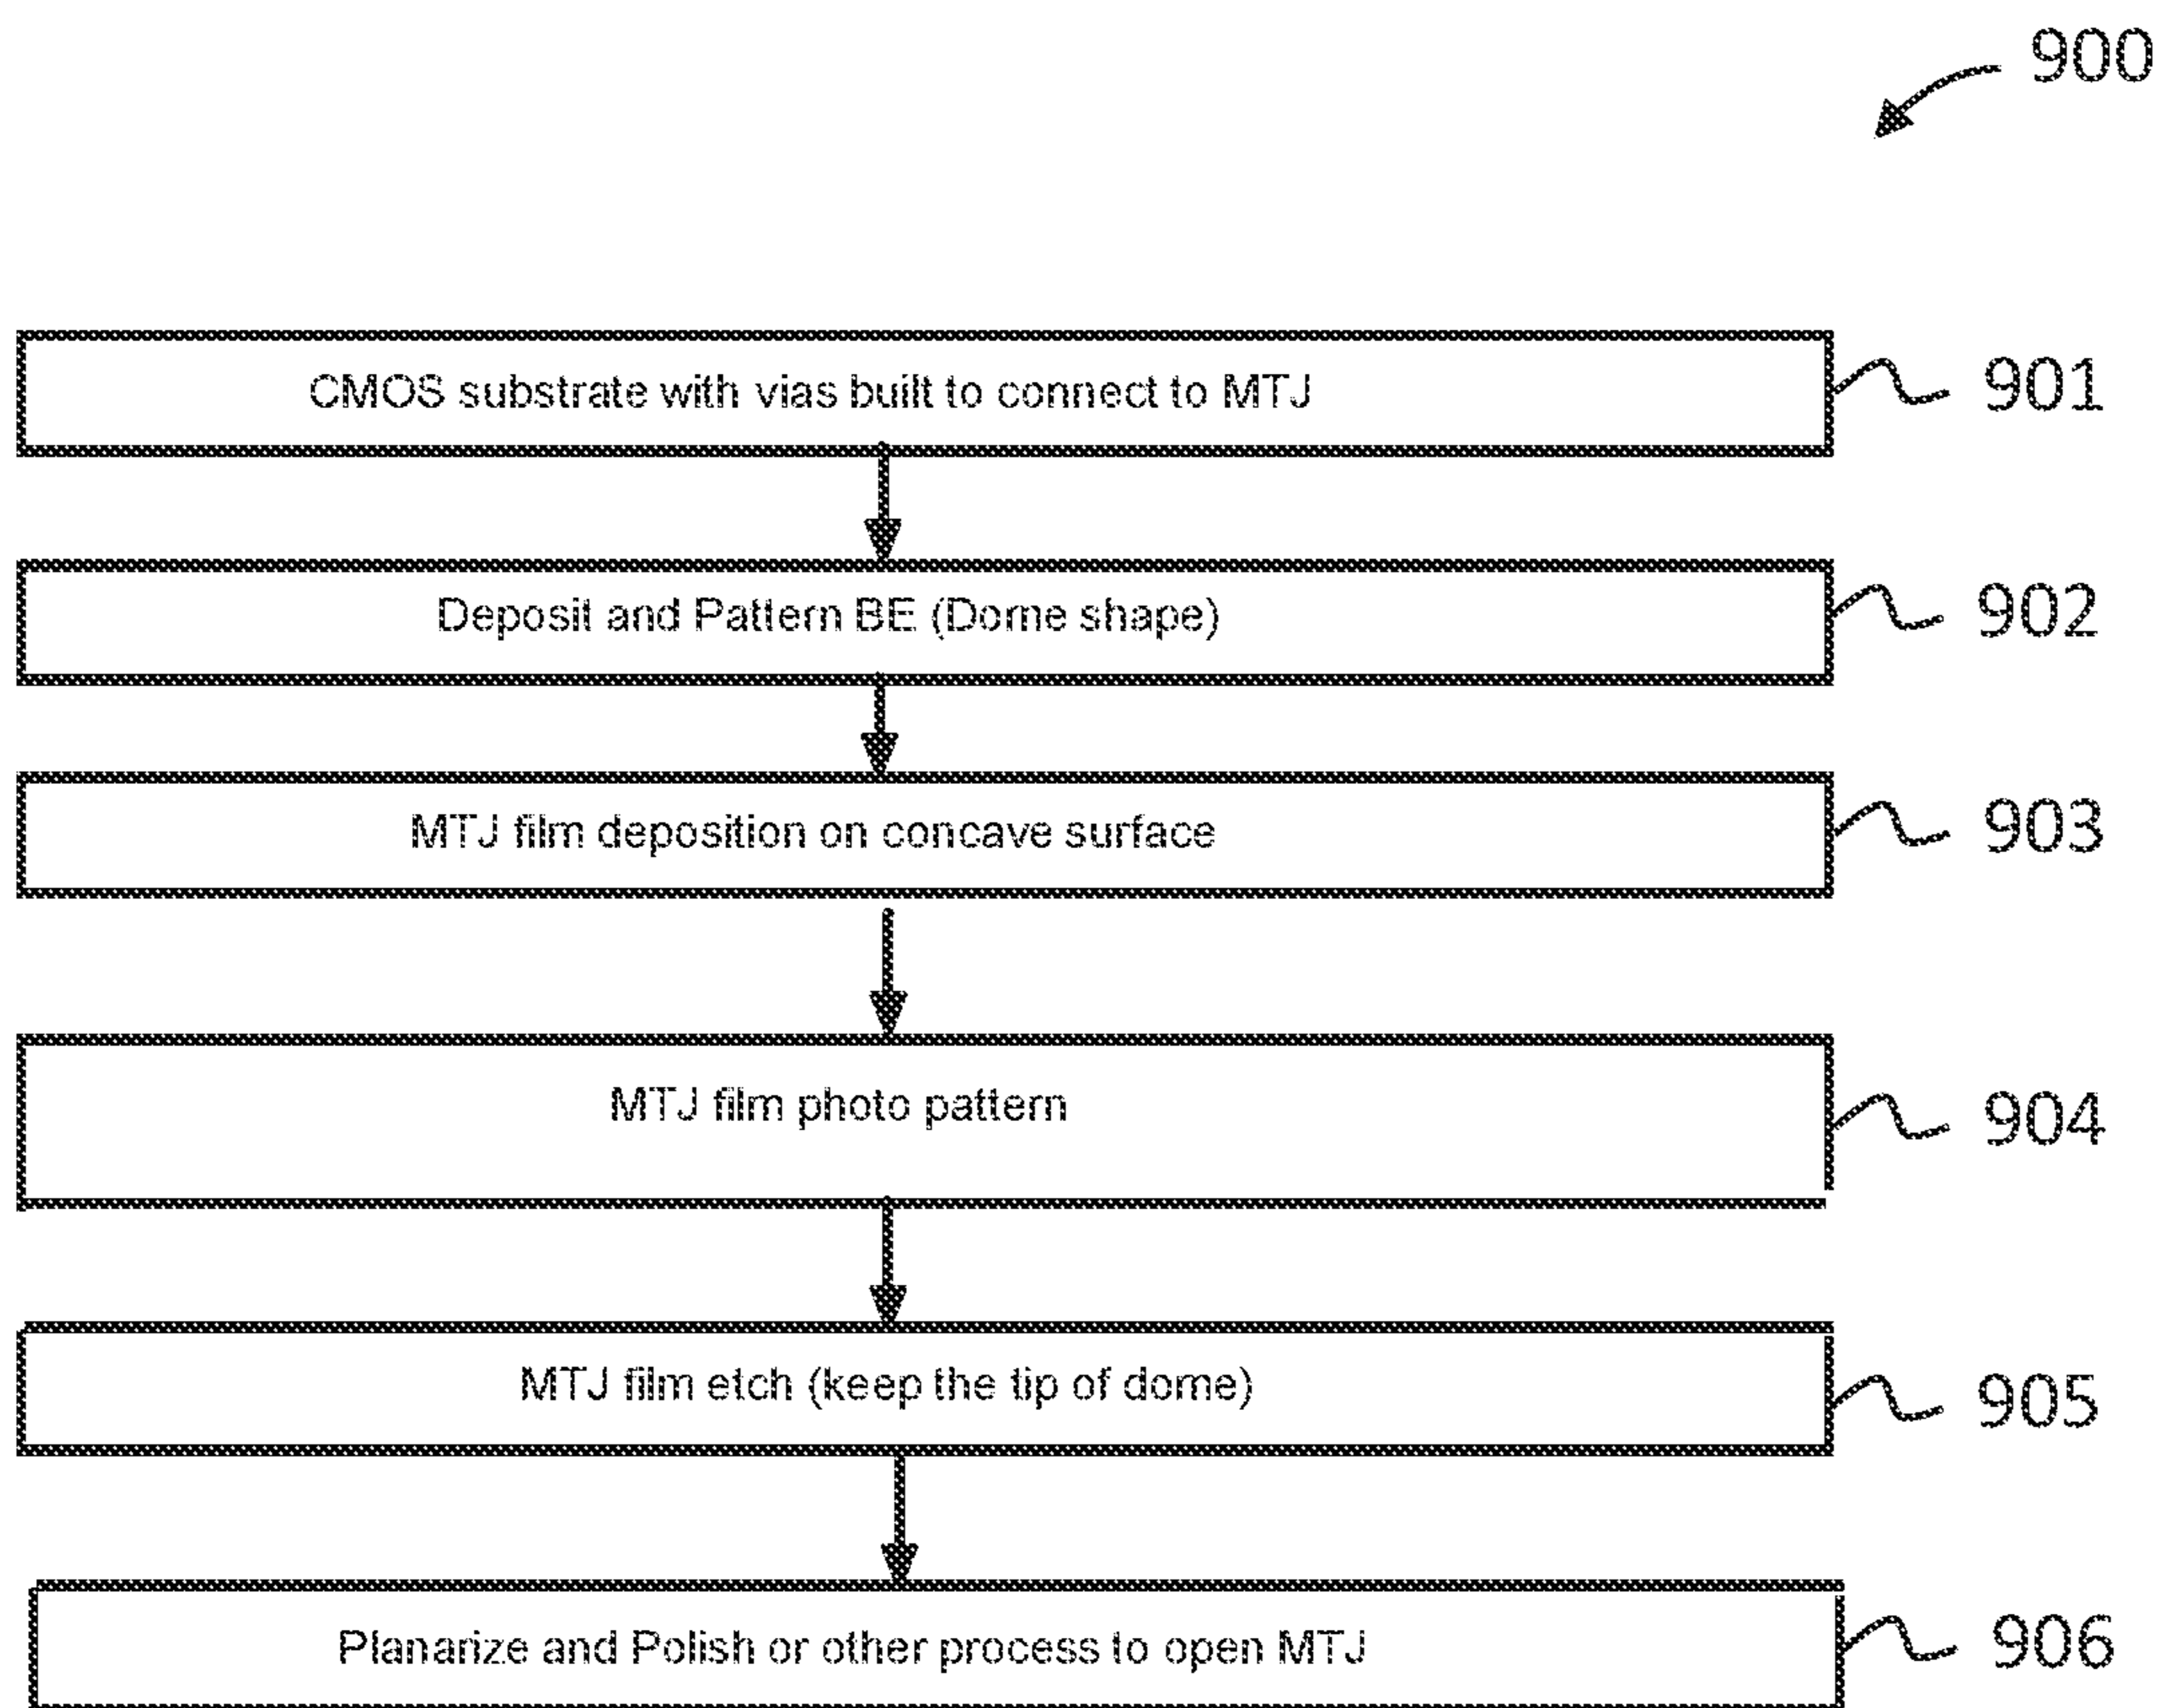 900
CMOS substrate with vias built to connect to MTJ
901
Deposit and Pattern BE (Dome shape)
902
MTJ film deposition on concave surface
903
MTJ film photo pattern
904
MTJ film etch (keep the tip of dome)
905
Planarize and Polish or other process to open MTJ
906